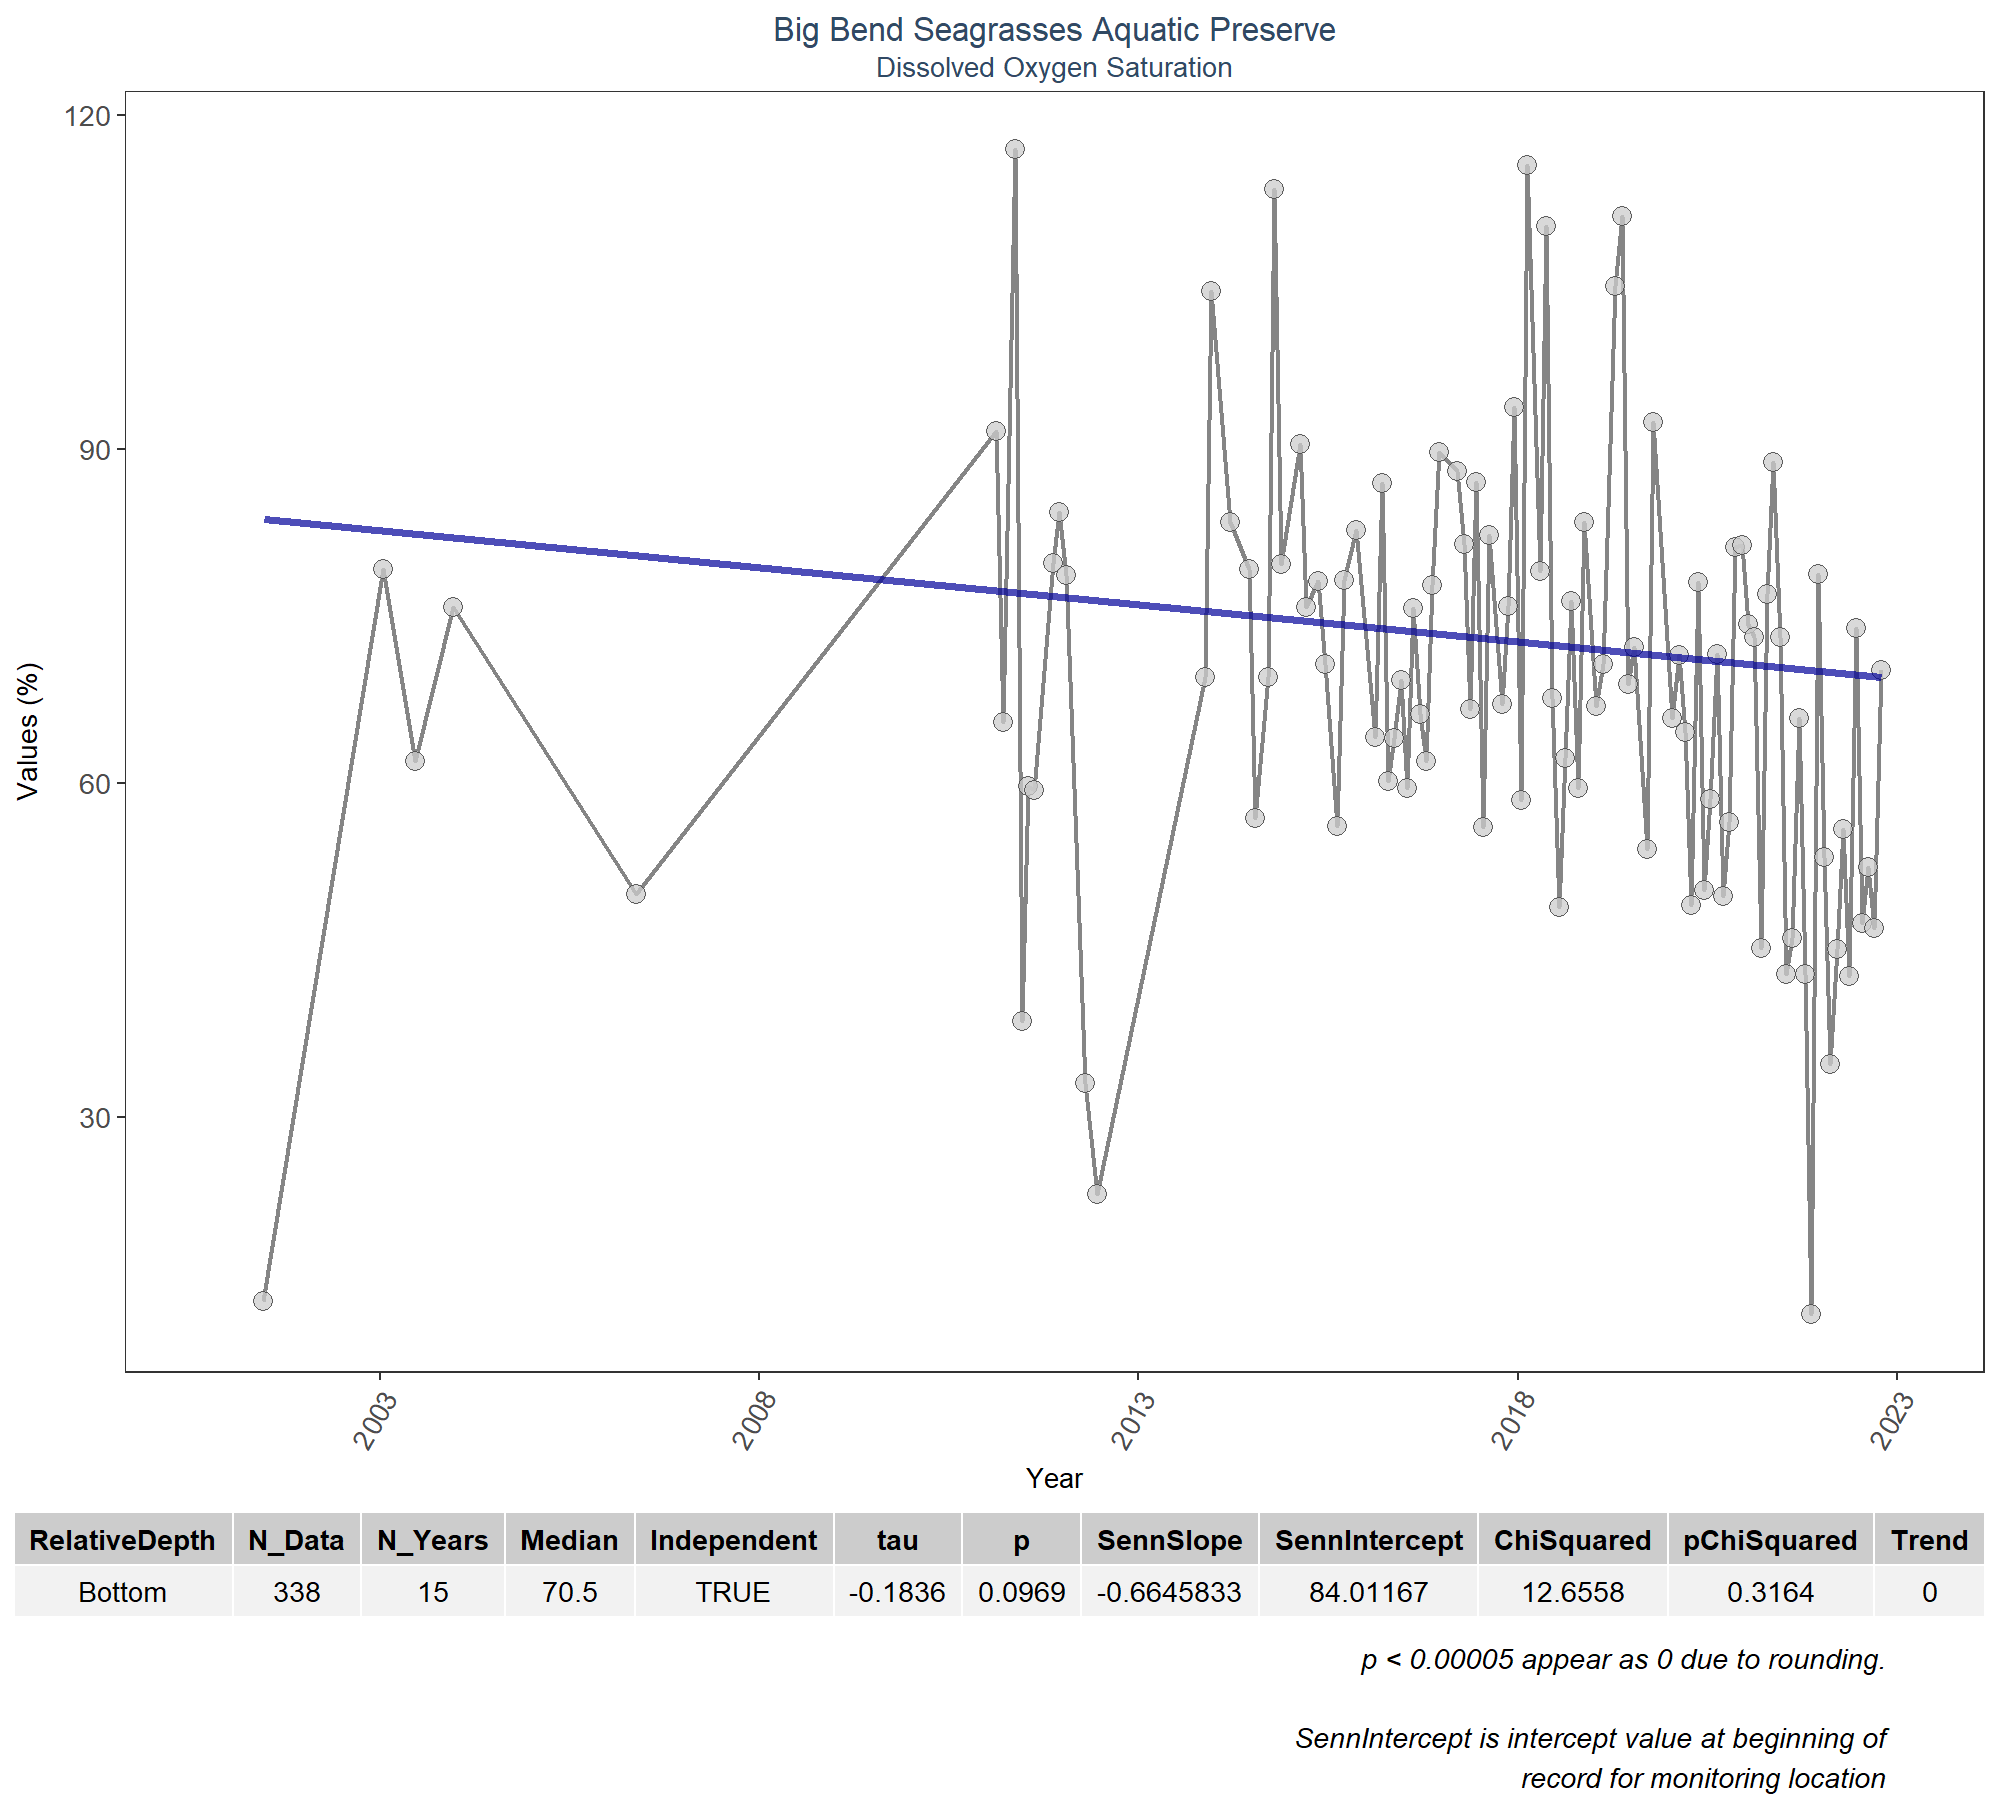 Big Bend Seagrasses Aquatic Preserve
Dissolved Oxygen Saturation
120
90
60
30
Values (%)
2003
2008
2013
2018
2023
Year
RelativeDepth N_Data N_Years Median Independent tau p SennSlope SennIntercept ChiSquared pChiSquared Trend
Bottom 338 15 70.5 TRUE -0.1836 0.0969 -0.6645833 84.01167 12.6558 0.3164 0
p < 0.00005 appear as 0 due to rounding.
SennIntercept is intercept value at beginning of
record for monitoring location